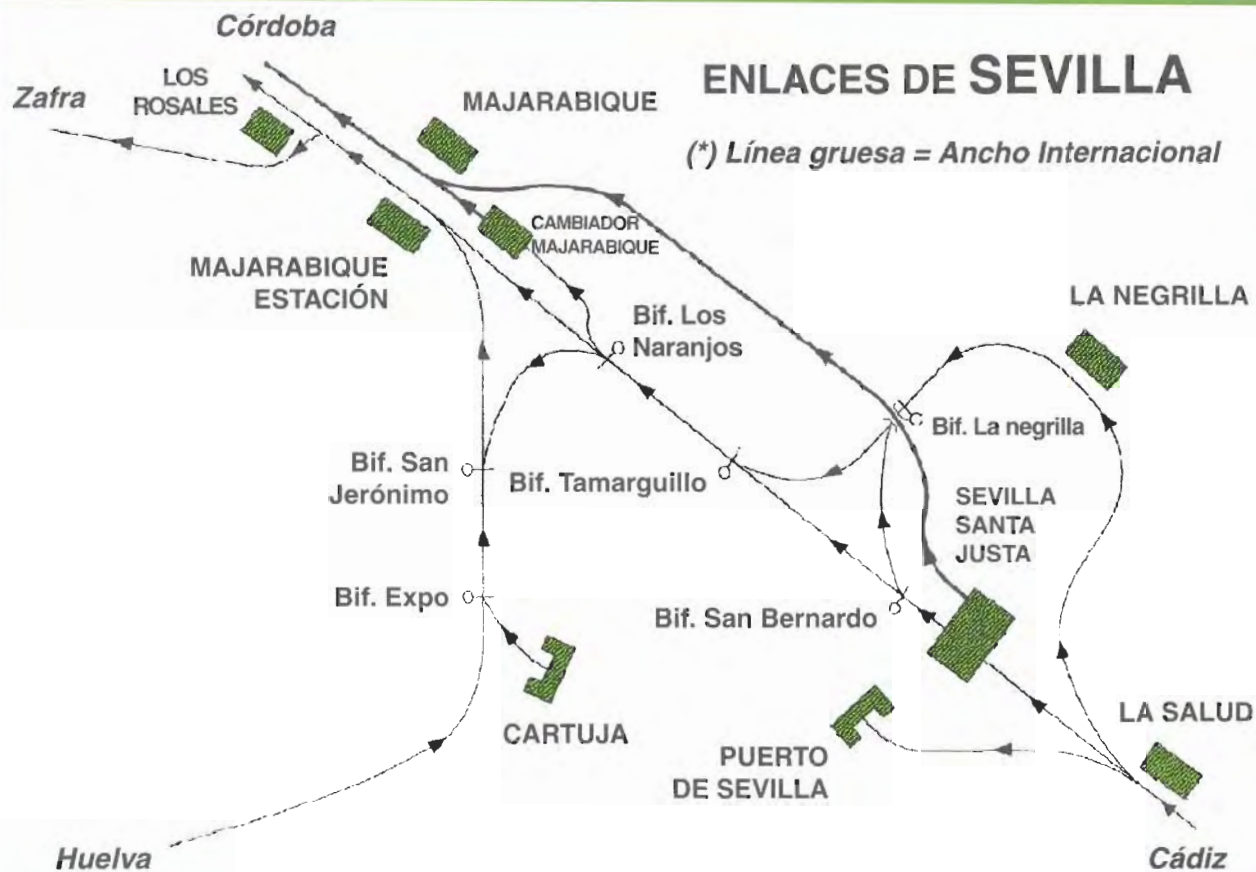 Córdoba
ENLACES DE SEVILLA
Zafra
LOS
ROSALES
MAJARABIQUE
(*) Línea gruesa = Ancho Internacional
CAMBIADOR
MAJARABIQUE
MAJARABIQUE
ESTACIÓN
LA NEGRILLA
Bif. Los
Naranjos
Bif. La negrilla
Bif. San
Jerónimo
Bif. Tamarguillo
SEVILLA
SANTA
JUSTA
Bif. Expo
Bif. San Bernardo
CARTUJA
LA SALUD
PUERTO
DE SEVILLA
Huelva
Cádiz